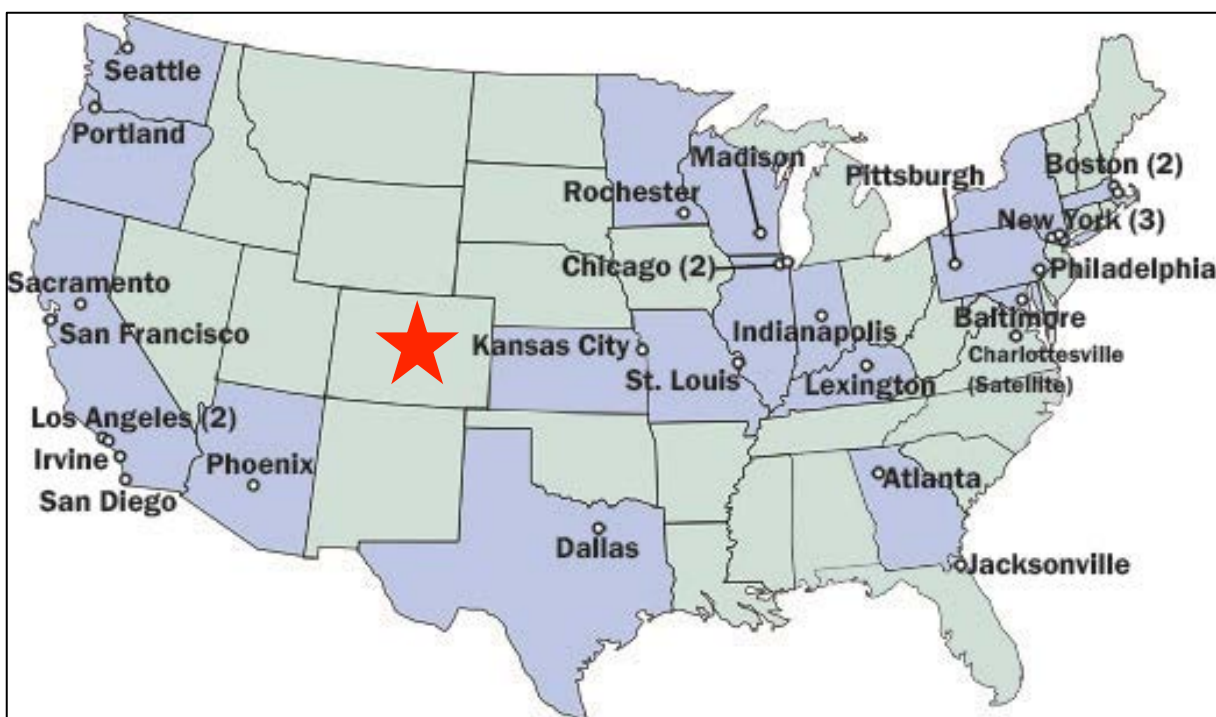 Seattle
Portland
Madison
Pittsburgh
Boston (2)
Rochester
New York (3)
Chicago (2)
Philadelphia
Sacramento
San Francisco
Kansas City
Indianapolis
Baltimore
Charlottesville
(Satellite)
St. Louis
Lexington
Los Angeles (2)
Irvine
Phoenix
San Diego
Atlanta
Dallas
Jacksonville